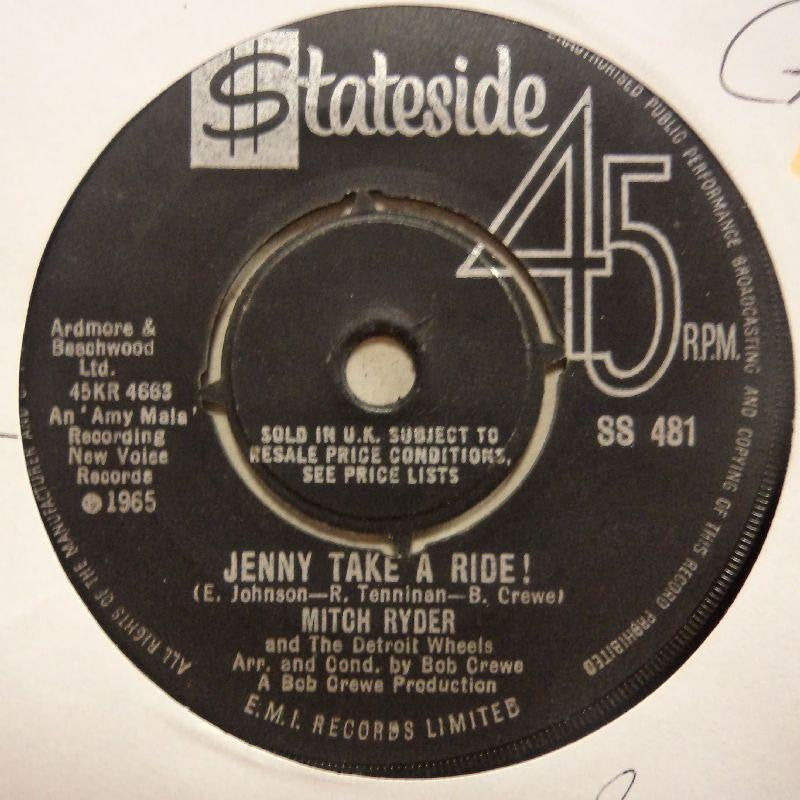 $tateside
45
R.P.M.
SS 481
Ardmore &
Beechwood
Ltd.
45KR 4663
An 'Amy Mala'
Recording
New Voice
Records
℗ 1965
SOLD IN U.K. SUBJECT TO
RESALE PRICE CONDITIONS,
SEE PRICE LISTS
JENNY TAKE A RIDE!
(E. Johnson—R. Tenninan—B. Crewe)
MITCH RYDER
and The Detroit Wheels
Arr. and Cond. by Bob Crewe
A Bob Crewe Production
E.M.I. RECORDS LIMITED
ALL RIGHTS OF THE MANUFACTURER AND
UNAUTHORISED PUBLIC PERFORMANCE BROADCASTING AND COPYING OF THIS RECORD PROHIBITED